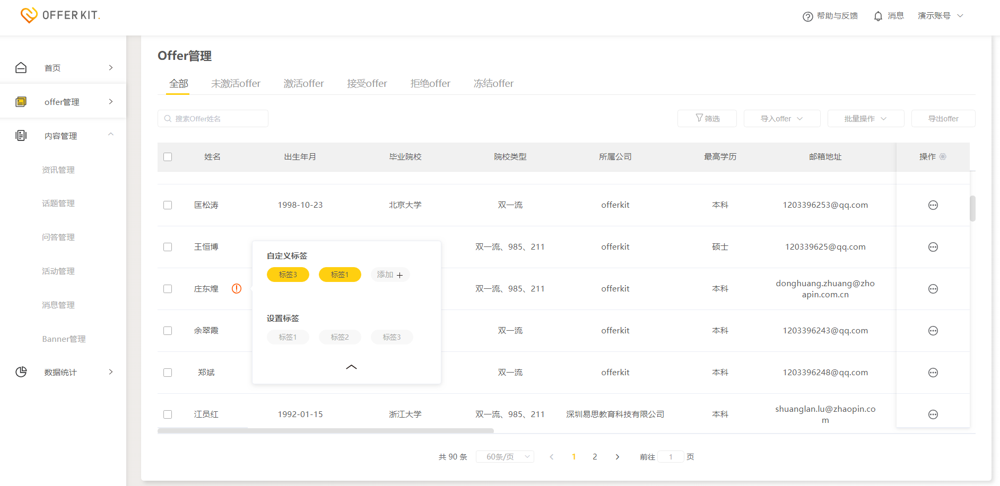 OFFER KIT.
帮助与反馈 消息 演示账号
首页
offer管理
内容管理
资讯管理
话题管理
问答管理
活动管理
消息管理
Banner管理
数据统计
Offer管理
全部 未激活offer 激活offer 接受offer 拒绝offer 冻结offer
搜索Offer姓名 筛选 导入offer 批量操作 导出offer
姓名 出生年月 毕业院校 院校类型 所属公司 最高学历 邮箱地址 操作
匡松涛 1998-10-23 北京大学 双一流 offerkit 本科 1203396253@qq.com
王恒博 双一流、985、211 offerkit 硕士 120339625@qq.com
庄东煌 双一流、985、211 offerkit 本科 donghuang.zhuang@zho
apin.com.cn
余翠霞 双一流 offerkit 本科 1203396243@qq.com
郑斌 双一流 offerkit 本科 1203396248@qq.com
江员红 1992-01-15 浙江大学 双一流、985、211 深圳易思教育科技有限公司 本科 shuanglan.lu@zhaopin.co
m
自定义标签
标签3 标签1 添加 +
设置标签
标签1 标签2 标签3
共 90 条 60条/页 1 2 前往 1 页